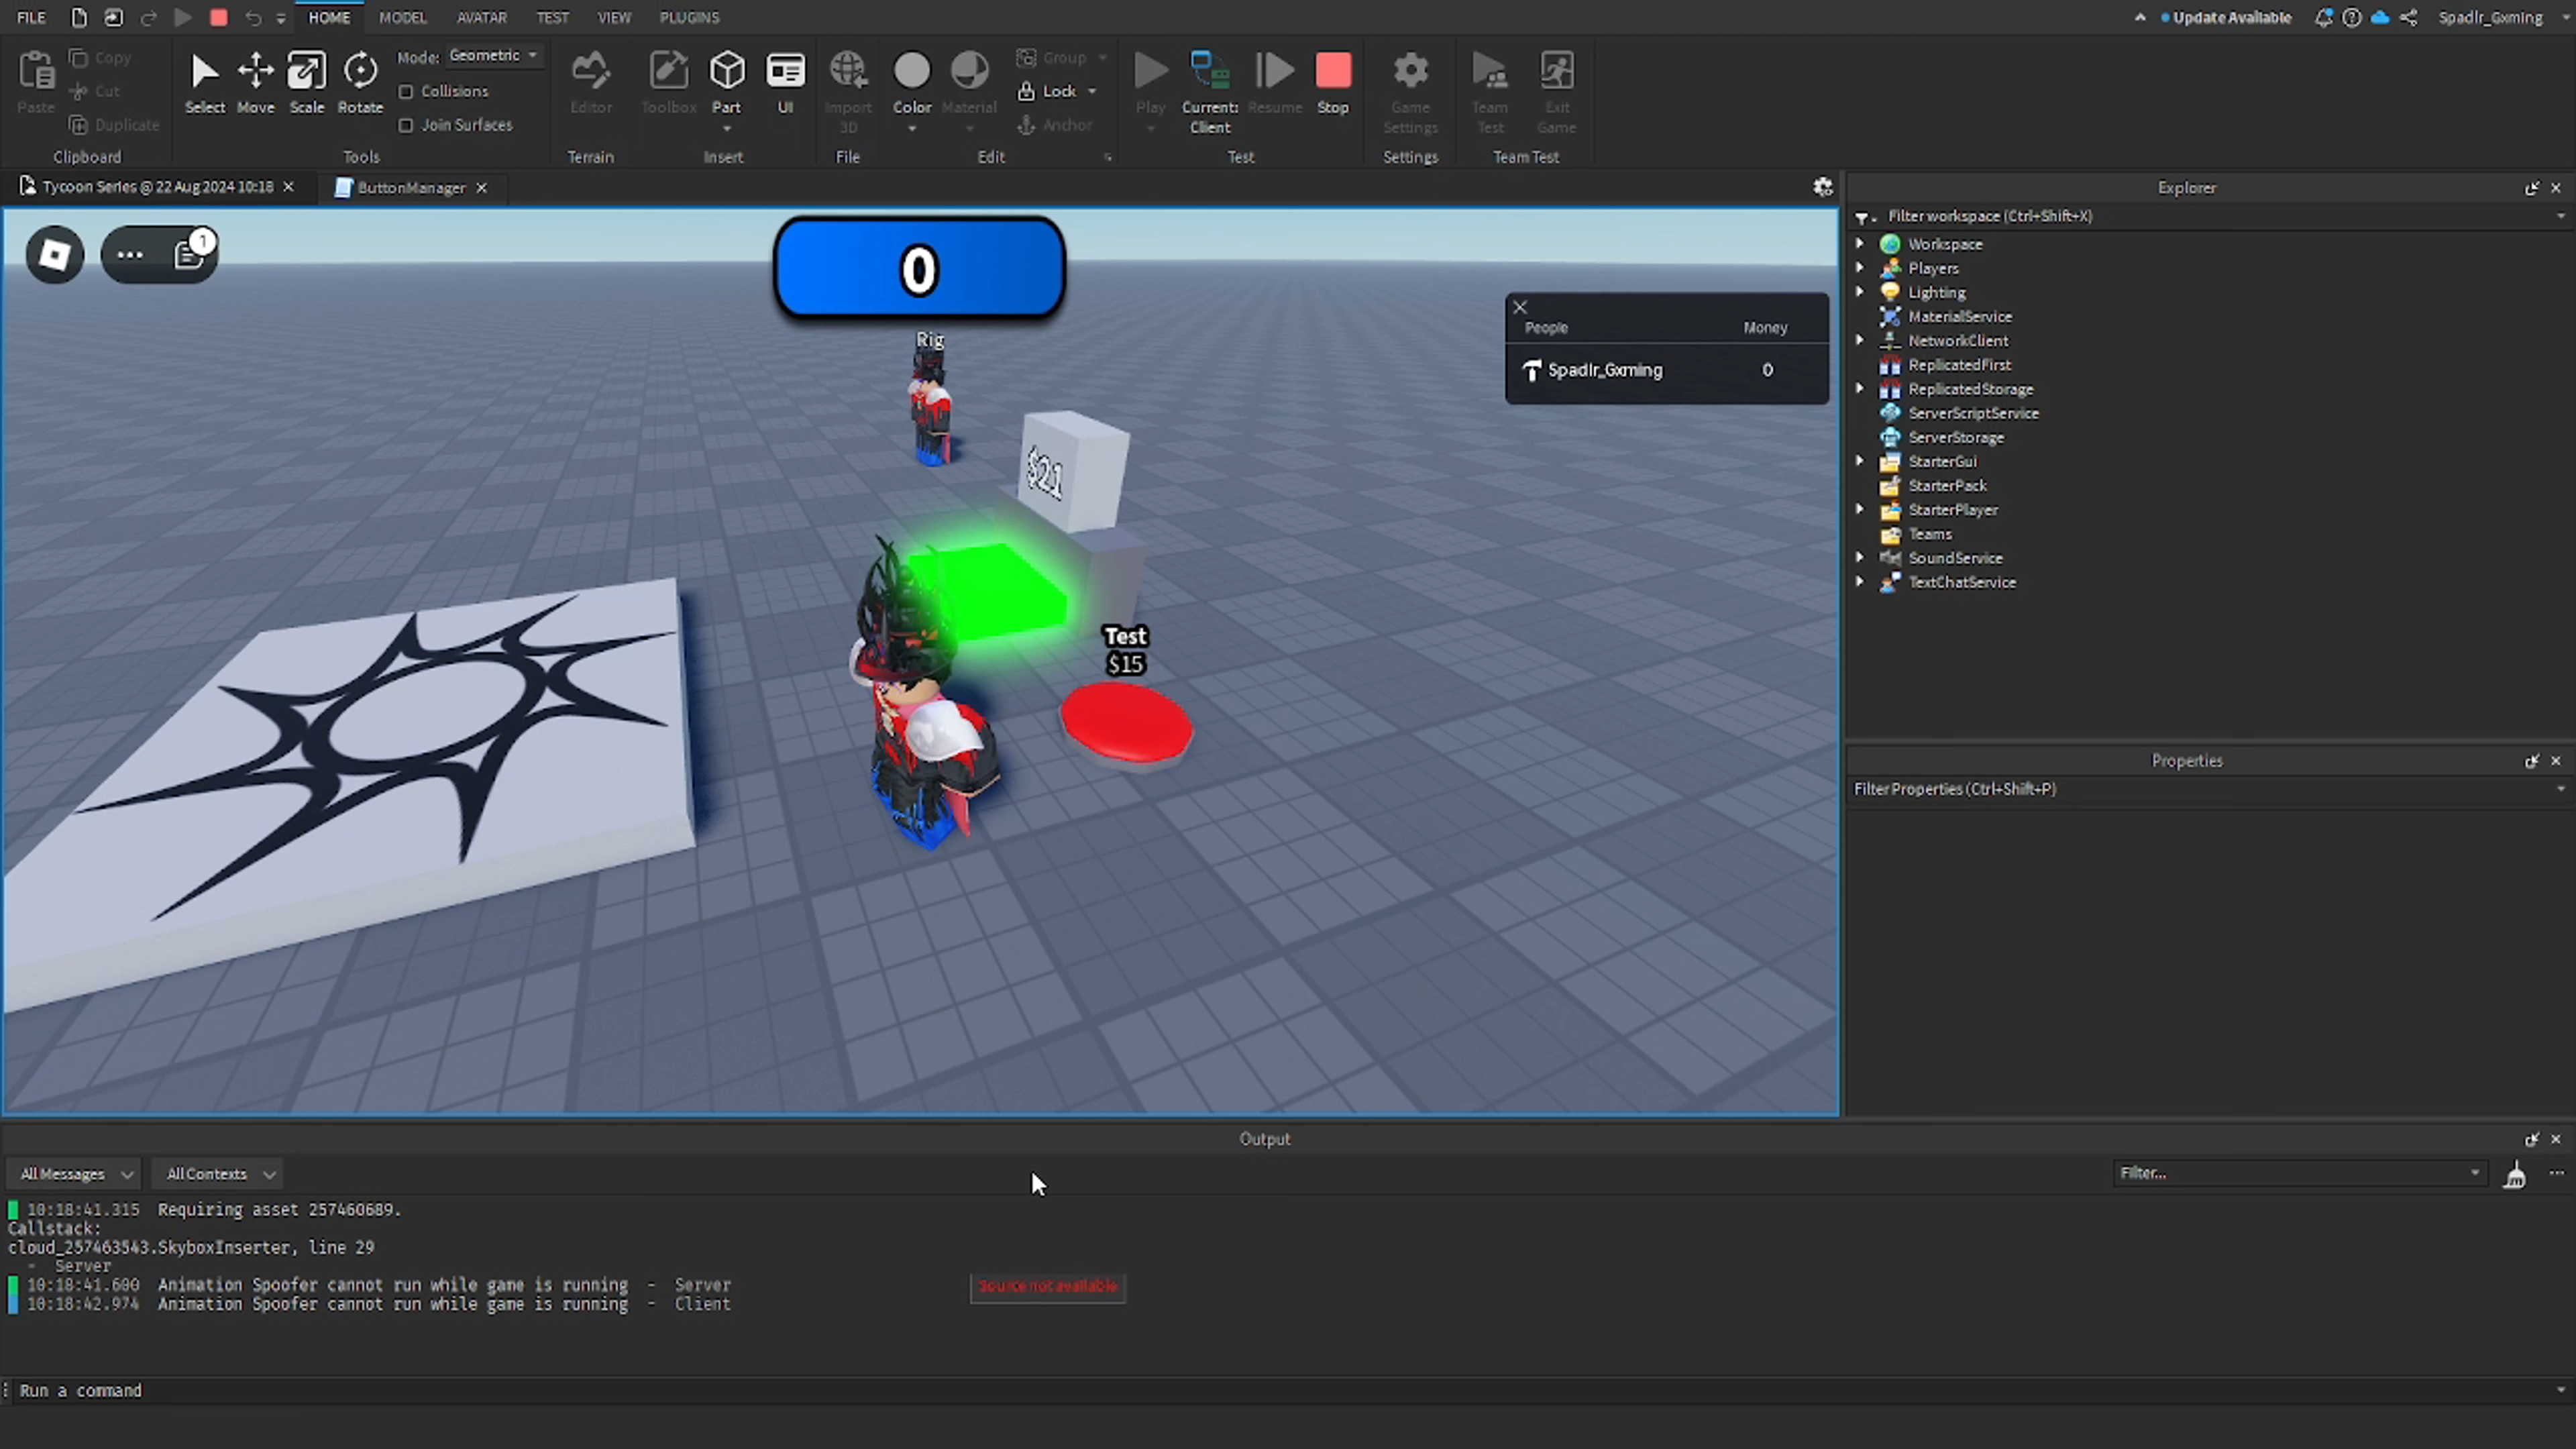 FILE HOME MODEL AVATAR TEST VIEW PLUGINS Update Available Spadlr_Gxming
Paste Copy Cut Duplicate Clipboard
Select Move Scale Rotate Mode: Geometric Collisions Join Surfaces Tools
Editor Terrain
Toolbox Part UI Insert
Import 3D File
Color Material Group Lock Anchor Edit
Play Current: Client Resume Stop Test
Game Settings Settings
Team Test Exit Game Team Test
Tycoon Series @ 22 Aug 2024 10:18 ButtonManager
1
0
Rig
$21
Test
$15
People Money
Spadlr_Gxming 0
Explorer
Filter workspace (Ctrl+Shift+X)
Workspace
Players
Lighting
MaterialService
NetworkClient
ReplicatedFirst
ReplicatedStorage
ServerScriptService
ServerStorage
StarterGui
StarterPack
StarterPlayer
Teams
SoundService
TextChatService
Properties
Filter Properties (Ctrl+Shift+P)
Output
All Messages All Contexts Filter...
10:18:41.315 Requiring asset 257460689.
Callstack:
cloud_257463543.SkyboxInserter, line 29
- Server
10:18:41.600 Animation Spoofer cannot run while game is running - Server
10:18:42.974 Animation Spoofer cannot run while game is running - Client
Source not available
Run a command